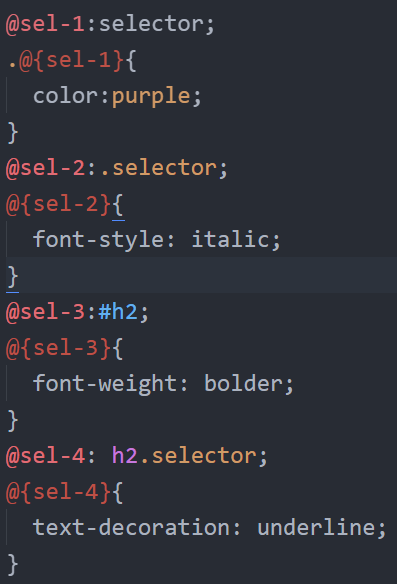 @sel-1:selector;
.@{sel-1}{
  color:purple;
}
@sel-2:.selector;
@{sel-2}{
  font-style: italic;
}
@sel-3:#h2;
@{sel-3}{
  font-weight: bolder;
}
@sel-4: h2.selector;
@{sel-4}{
  text-decoration: underline;
}